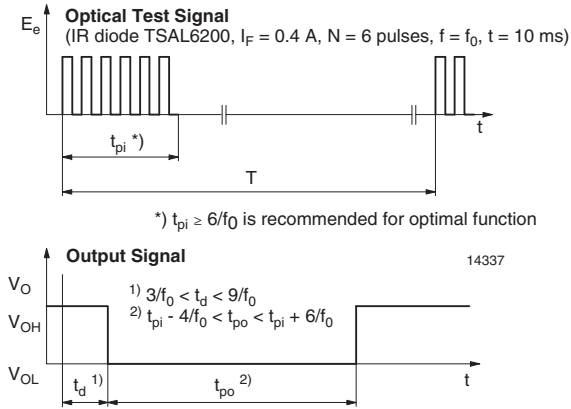 E_e
Optical Test Signal
(IR diode TSAL6200, I_F = 0.4 A, N = 6 pulses, f = f_0, t = 10 ms)
t
t_pi *)
T
*) t_pi ≥ 6/f_0 is recommended for optimal function
Output Signal
14337
V_O
V_OH
V_OL
1) 3/f_0 < t_d < 9/f_0
2) t_pi - 4/f_0 < t_po < t_pi + 6/f_0
t_d 1)
t_po 2)
t